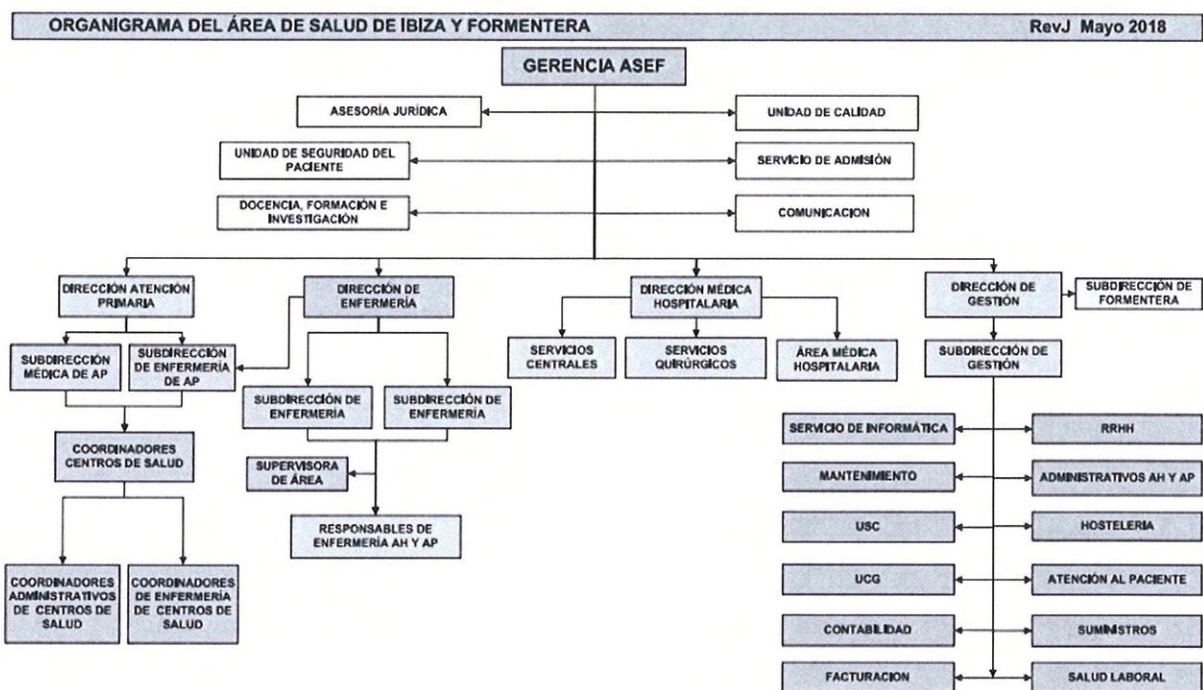 ORGANIGRAMA DEL ÁREA DE SALUD DE IBIZA Y FORMENTERA
RevJ Mayo 2018
GERENCIA ASEF
ASESORÍA JURÍDICA
UNIDAD DE CALIDAD
UNIDAD DE SEGURIDAD DEL
PACIENTE
SERVICIO DE ADMISIÓN
DOCENCIA, FORMACIÓN E
INVESTIGACIÓN
COMUNICACION
DIRECCIÓN ATENCIÓN
PRIMARIA
DIRECCIÓN DE
ENFERMERÍA
DIRECCIÓN MÉDICA
HOSPITALARIA
DIRECCIÓN DE
GESTIÓN
SUBDIRECCIÓN DE
FORMENTERA
SUBDIRECCIÓN
MÉDICA DE AP
SUBDIRECCIÓN
DE ENFERMERÍA
DE AP
SERVICIOS
CENTRALES
SERVICIOS
QUIRÚRGICOS
ÁREA MÉDICA
HOSPITALARIA
SUBDIRECCIÓN DE
GESTIÓN
SUBDIRECCIÓN DE
ENFERMERÍA
SUBDIRECCIÓN DE
ENFERMERÍA
COORDINADORES
CENTROS DE SALUD
SUPERVISORA
DE ÁREA
RESPONSABLES DE
ENFERMERÍA AH Y AP
COORDINADORES
ADMINISTRATIVOS
DE CENTROS DE
SALUD
COORDINADORES
DE ENFERMERÍA
DE CENTROS DE
SALUD
SERVICIO DE INFORMÁTICA
RRHH
MANTENIMIENTO
ADMINISTRATIVOS AH Y AP
USC
HOSTELERIA
UCG
ATENCIÓN AL PACIENTE
CONTABILIDAD
SUMINISTROS
FACTURACION
SALUD LABORAL